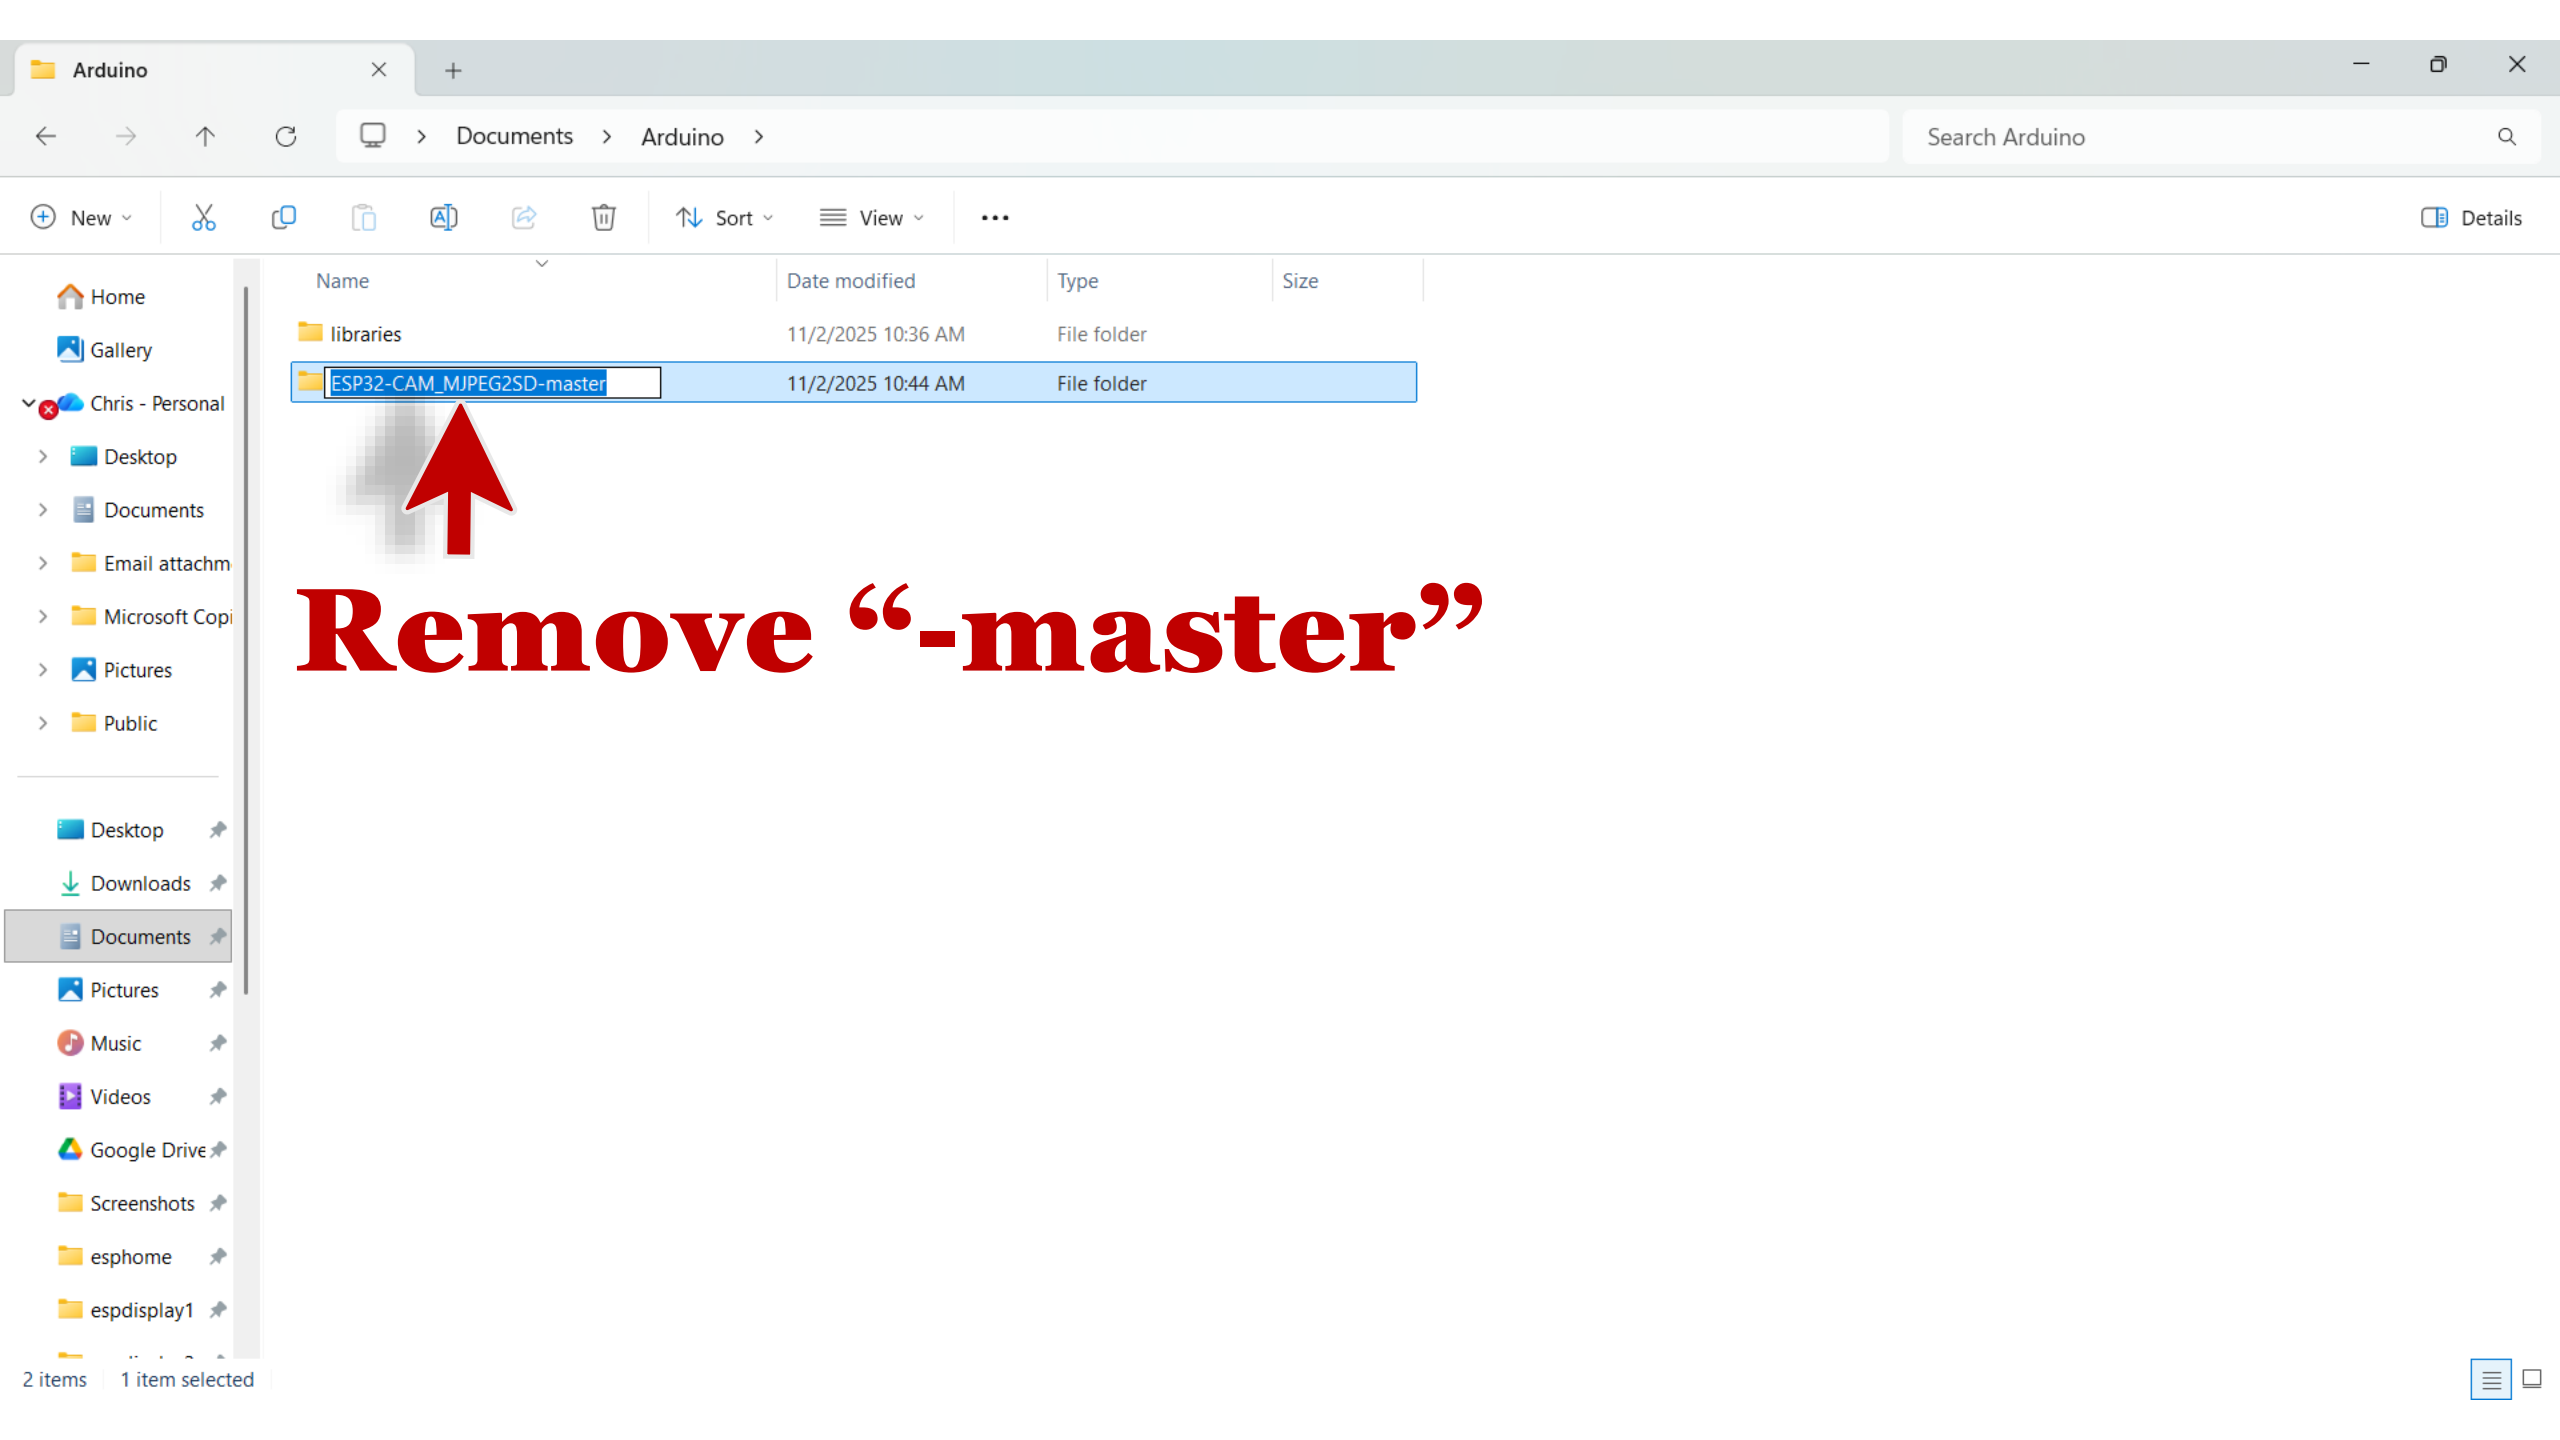 Arduino
Documents
Arduino
Search Arduino
New
Sort
View
Details
Name
Date modified
Type
Size
libraries
11/2/2025 10:36 AM
File folder
ESP32-CAM_MJPEG2SD-master
11/2/2025 10:44 AM
File folder
Remove “-master”
Home
Gallery
Chris - Personal
Desktop
Documents
Email attachm
Microsoft Copi
Pictures
Public
Desktop
Downloads
Documents
Pictures
Music
Videos
Google Drive
Screenshots
esphome
espdisplay1
2 items
1 item selected